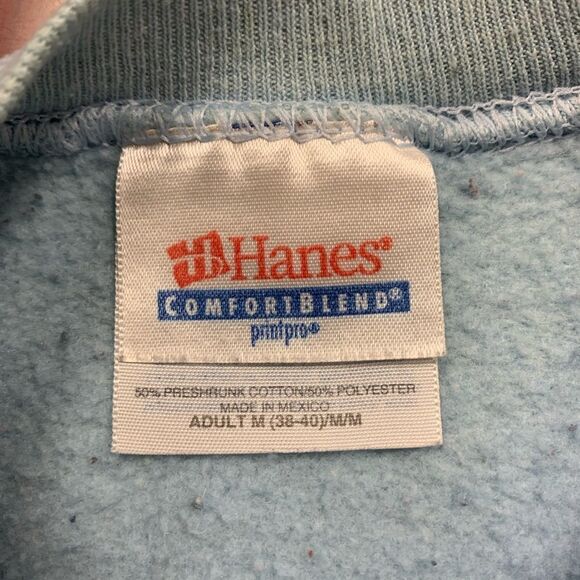 Hanes®
COMFORTBLEND®
printpro®
50% PRESHRUNK COTTON/50% POLYESTER
MADE IN MEXICO
ADULT M (38-40)/M/M